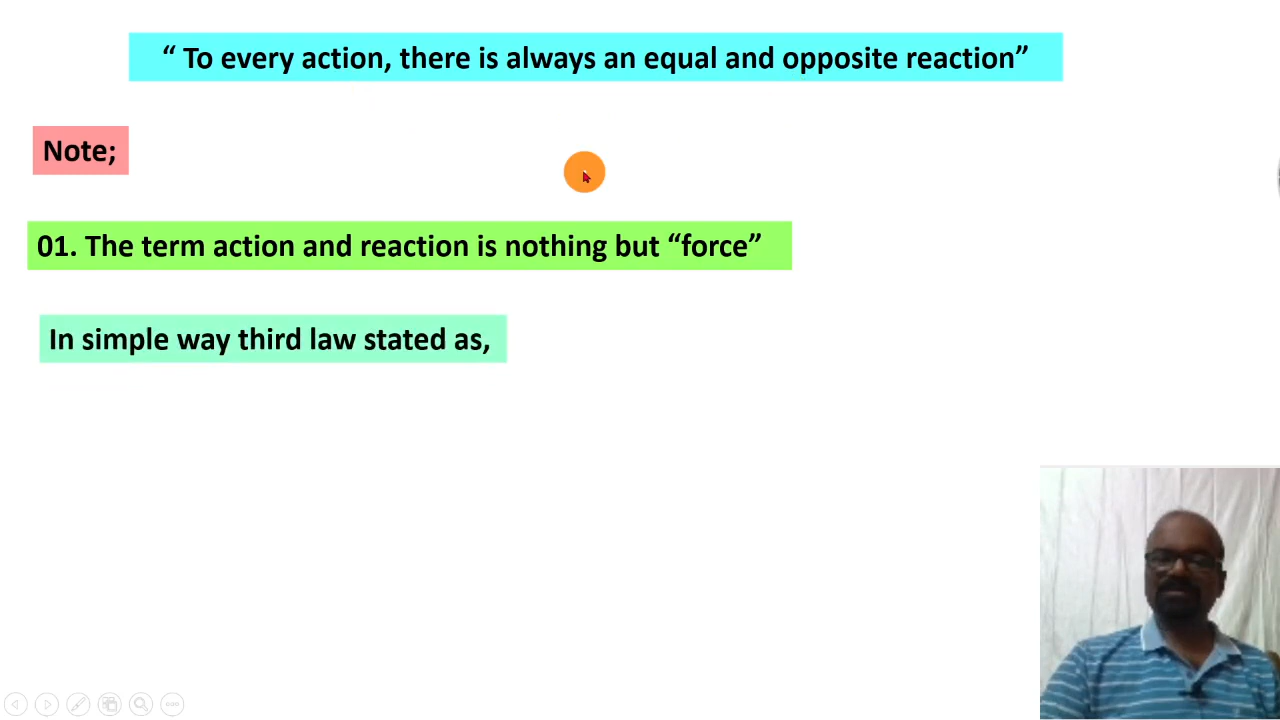 “ To every action, there is always an equal and opposite reaction”
Note;
01. The term action and reaction is nothing but “force”
In simple way third law stated as,